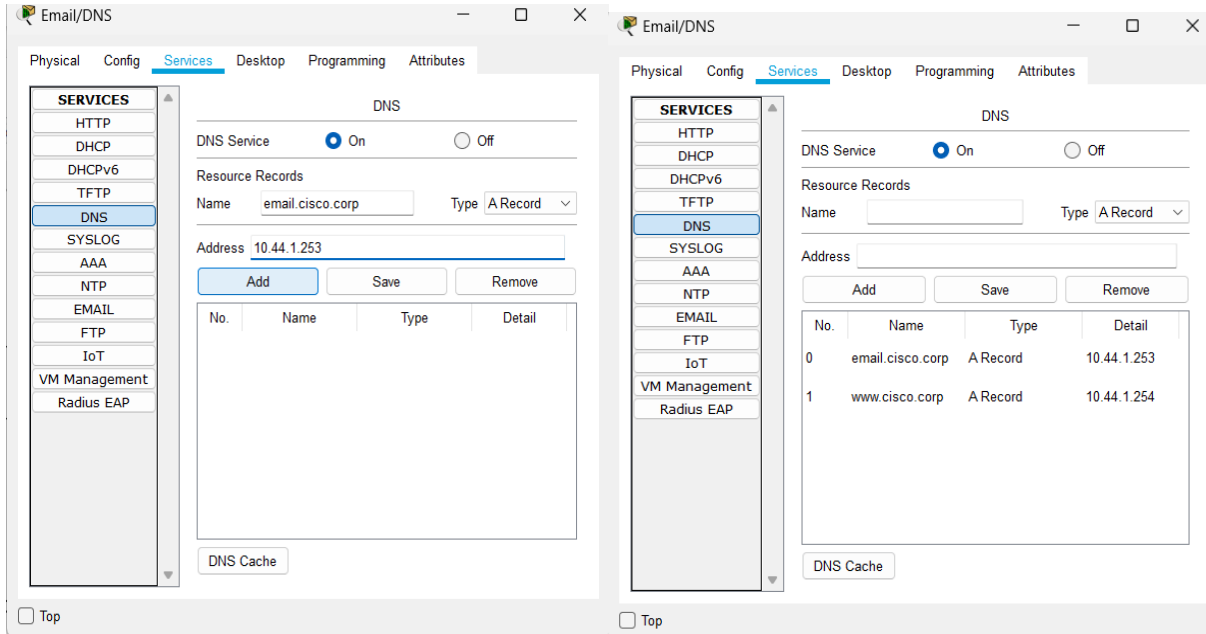 Email/DNS
Physical Config Services Desktop Programming Attributes
SERVICES
HTTP
DHCP
DHCPv6
TFTP
DNS
SYSLOG
AAA
NTP
EMAIL
FTP
IoT
VM Management
Radius EAP
DNS
DNS Service On Off
Resource Records
Name email.cisco.corp Type A Record
Address 10.44.1.253
Add Save Remove
No. Name Type Detail
DNS Cache
Top
Email/DNS
Physical Config Services Desktop Programming Attributes
SERVICES
HTTP
DHCP
DHCPv6
TFTP
DNS
SYSLOG
AAA
NTP
EMAIL
FTP
IoT
VM Management
Radius EAP
DNS
DNS Service On Off
Resource Records
Name Type A Record
Address
Add Save Remove
No. Name Type Detail
0 email.cisco.corp A Record 10.44.1.253
1 www.cisco.corp A Record 10.44.1.254
DNS Cache
Top